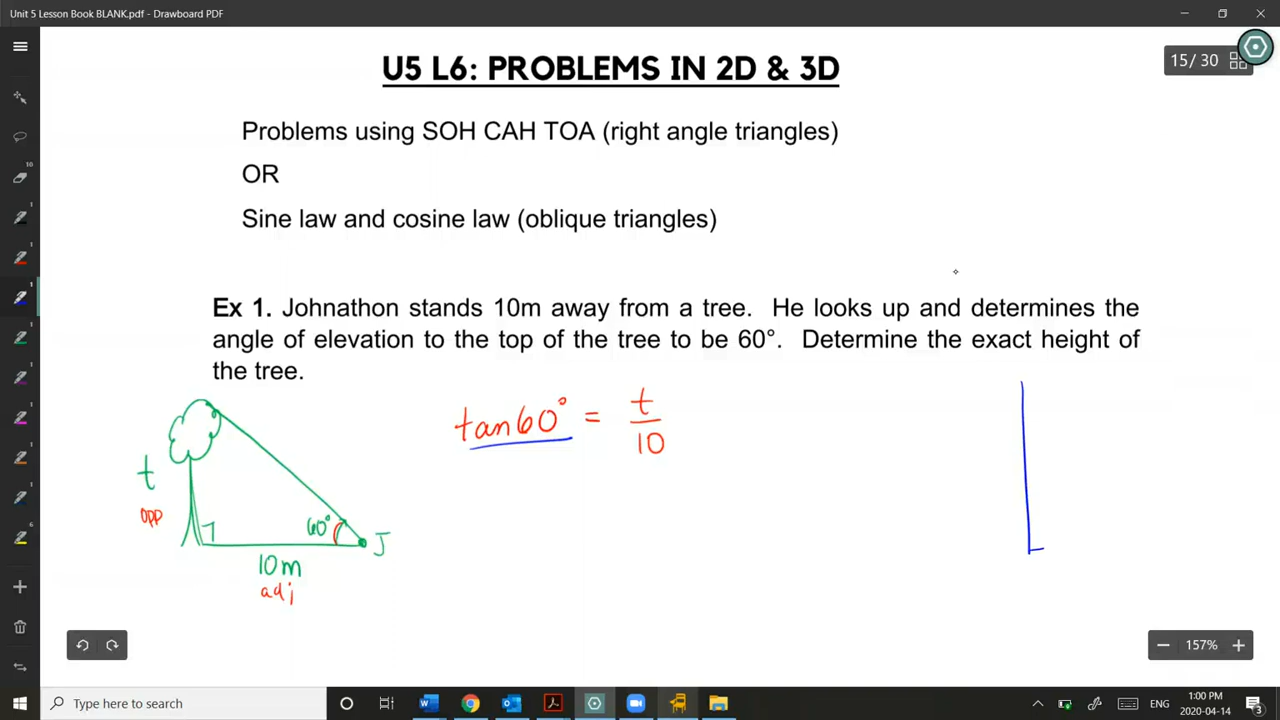 Unit 5 Lesson Book BLANK.pdf - Drawboard PDF
U5 L6: PROBLEMS IN 2D & 3D
15/ 30
Problems using SOH CAH TOA (right angle triangles)
OR
Sine law and cosine law (oblique triangles)
Ex 1. Johnathon stands 10m away from a tree. He looks up and determines the
angle of elevation to the top of the tree to be 60°. Determine the exact height of
the tree.
tan60° = t/10
t
opp
60°
J
10m
adj
157%
Type here to search
ENG
1:00 PM
2020-04-14
3